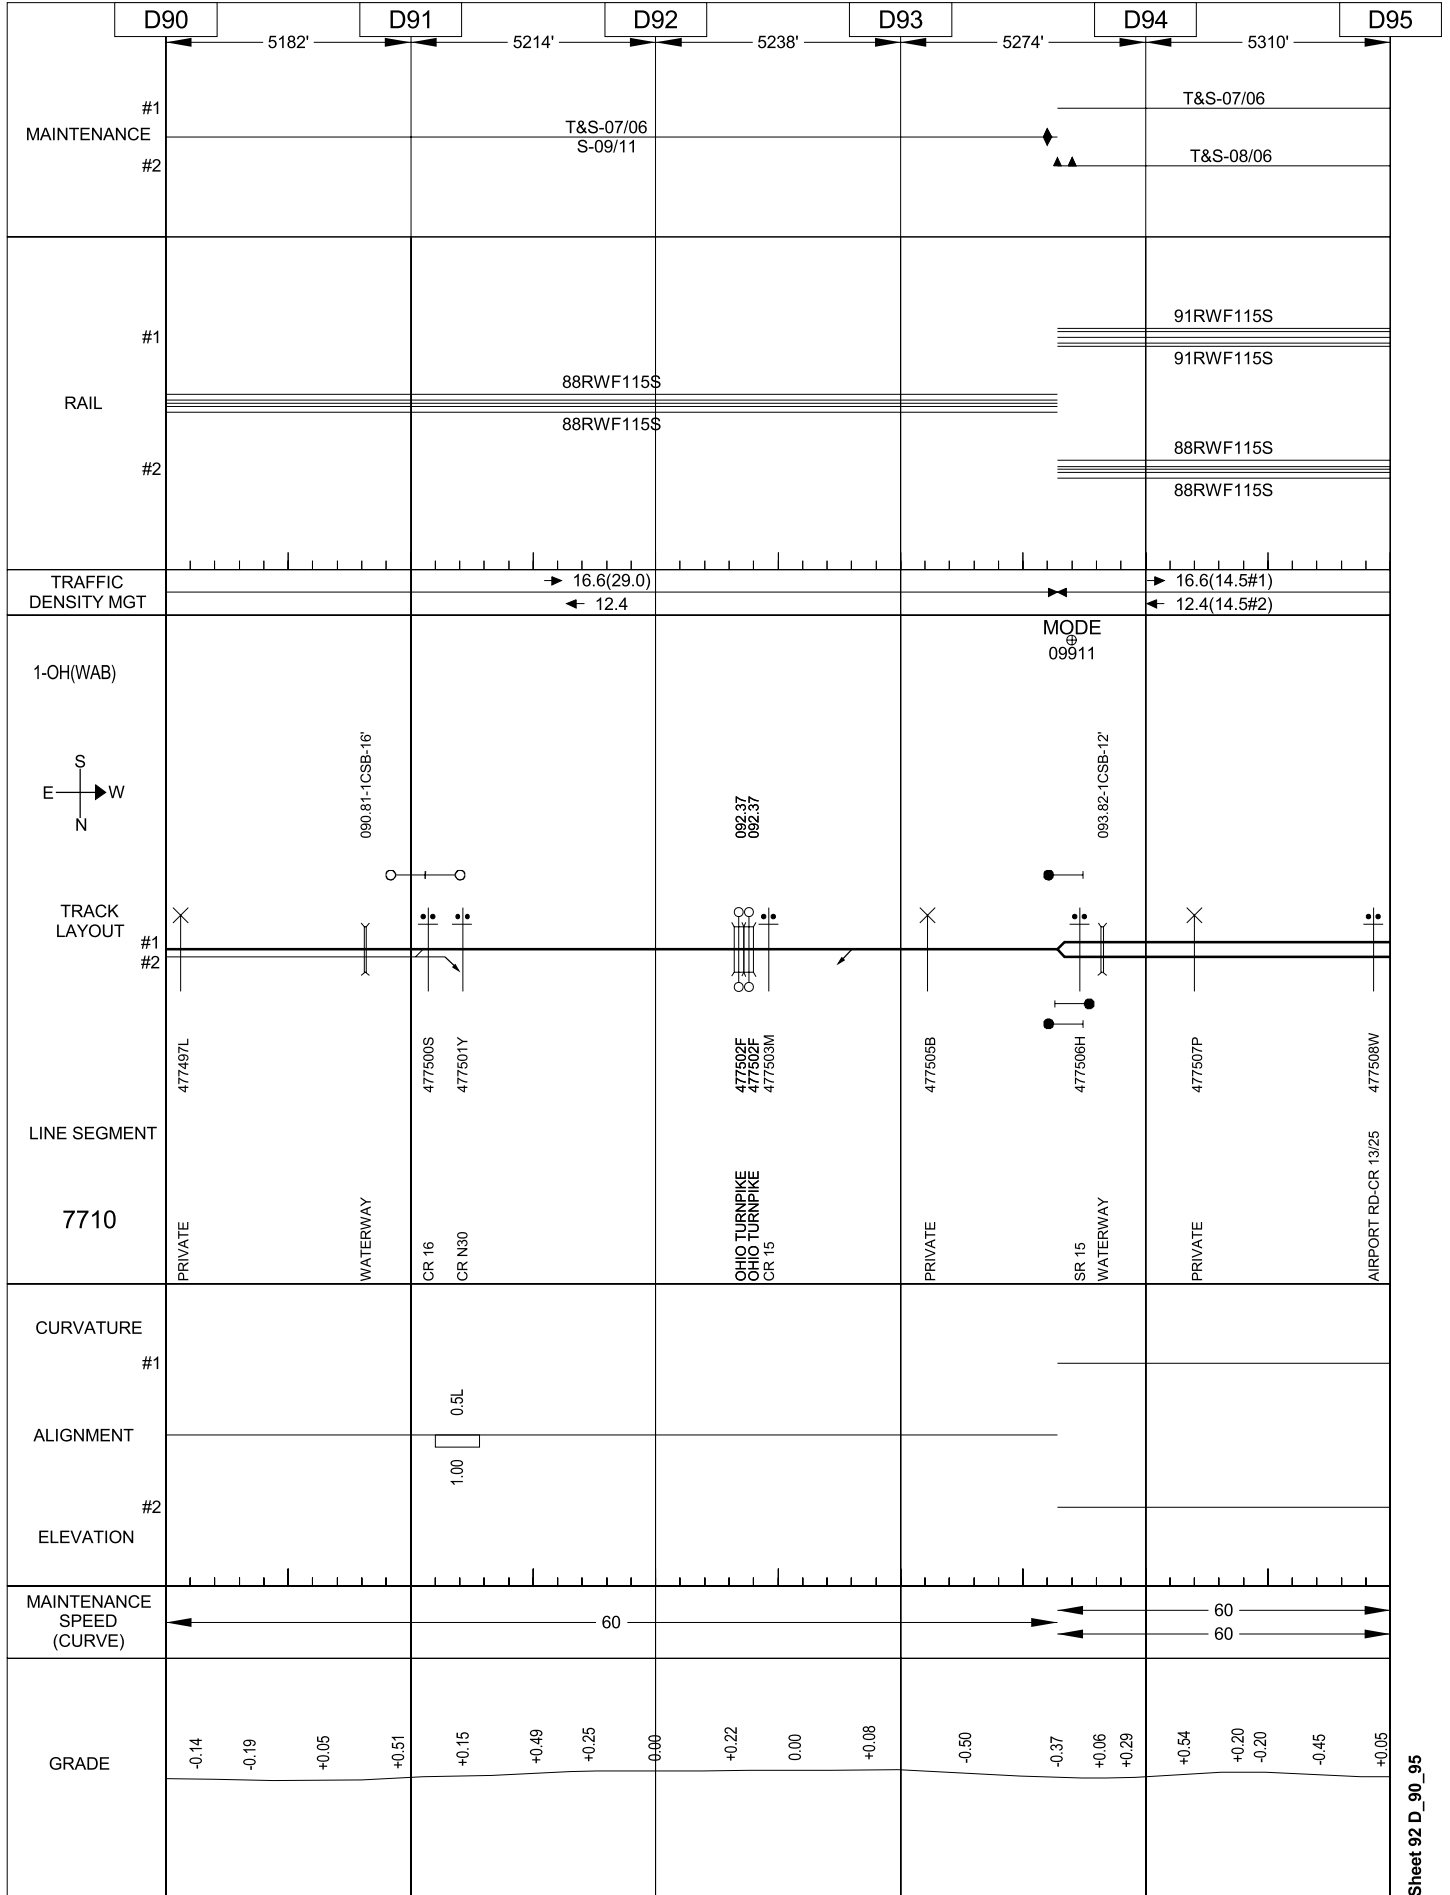 D90 D91 D92 D93 D94 D95
5182' 5214' 5238' 5274' 5310'
#1
MAINTENANCE
#2
T&S-07/06
S-09/11
T&S-07/06
T&S-08/06
#1
RAIL
#2
88RWF115S
88RWF115S
91RWF115S
91RWF115S
88RWF115S
88RWF115S
TRAFFIC
DENSITY MGT
16.6(29.0)
12.4
16.6(14.5#1)
12.4(14.5#2)
MODE
09911
1-OH(WAB)
S
E W
N
090.81-1CSB-16'
092.37
092.37
093.82-1CSB-12'
TRACK
LAYOUT
#1
#2
477497L
477500S
477501Y
477502F
477502F
477503M
477505B
477506H
477507P
477508W
LINE SEGMENT
7710
PRIVATE
WATERWAY
CR 16
CR N30
OHIO TURNPIKE
OHIO TURNPIKE
CR 15
PRIVATE
SR 15
WATERWAY
PRIVATE
AIRPORT RD-CR 13/25
CURVATURE
#1
ALIGNMENT
#2
ELEVATION
0.5L
1.00
MAINTENANCE
SPEED
(CURVE)
60
60
60
GRADE
-0.14
-0.19
+0.05
+0.51
+0.15
+0.49
+0.25
0.00
+0.22
0.00
+0.08
-0.50
-0.37
+0.06
+0.29
+0.54
+0.20
-0.20
-0.45
+0.05
Sheet 92 D_90_95